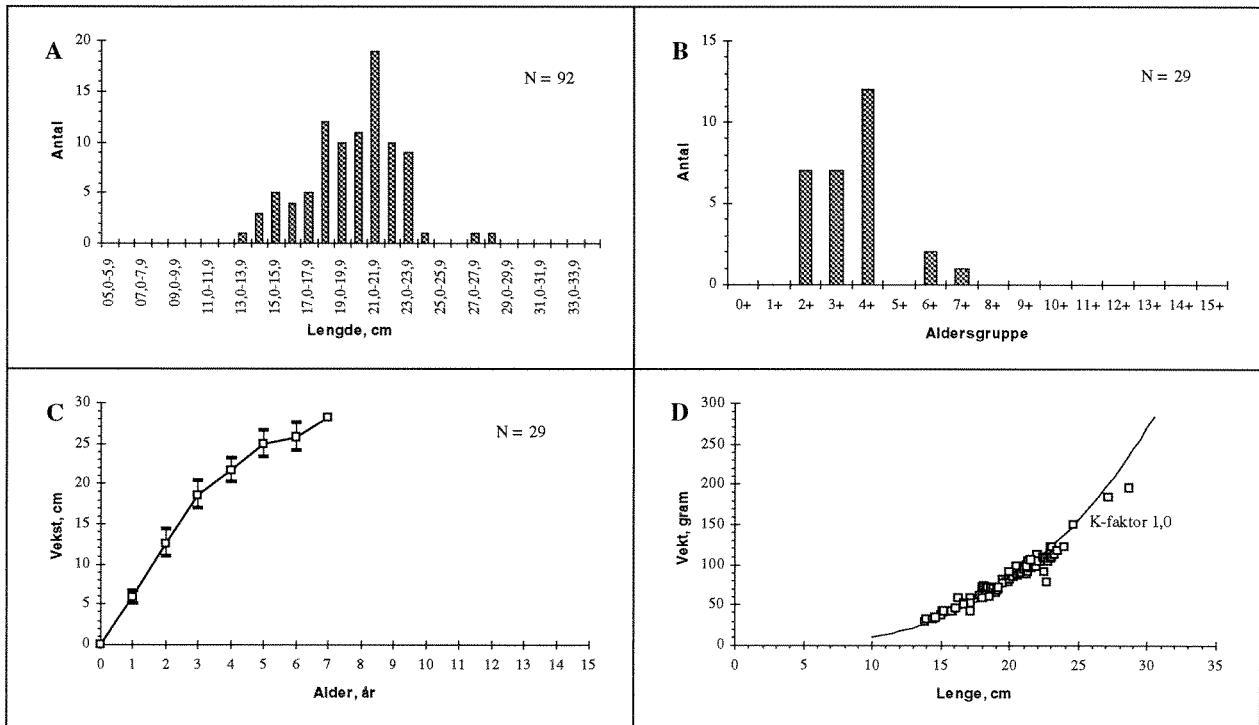 A
20
15
10
5
0
Antal
N = 92
05,0-5,9
07,0-7,9
09,0-9,9
11,0-11,9
13,0-13,9
15,0-15,9
17,0-17,9
19,0-19,9
21,0-21,9
23,0-23,9
25,0-25,9
27,0-27,9
29,0-29,9
31,0-31,9
33,0-33,9
Lengde, cm
B
15
10
5
0
Antal
N = 29
0+ 1+ 2+ 3+ 4+ 5+ 6+ 7+ 8+ 9+ 10+ 11+ 12+ 13+ 14+ 15+
Aldersgruppe
C
30
25
20
15
10
5
0
Vekst, cm
N = 29
0 1 2 3 4 5 6 7 8 9 10 11 12 13 14 15
Alder, år
D
300
250
200
150
100
50
0
Vekt, gram
K-faktor 1,0
0 5 10 15 20 25 30 35
Lenge, cm